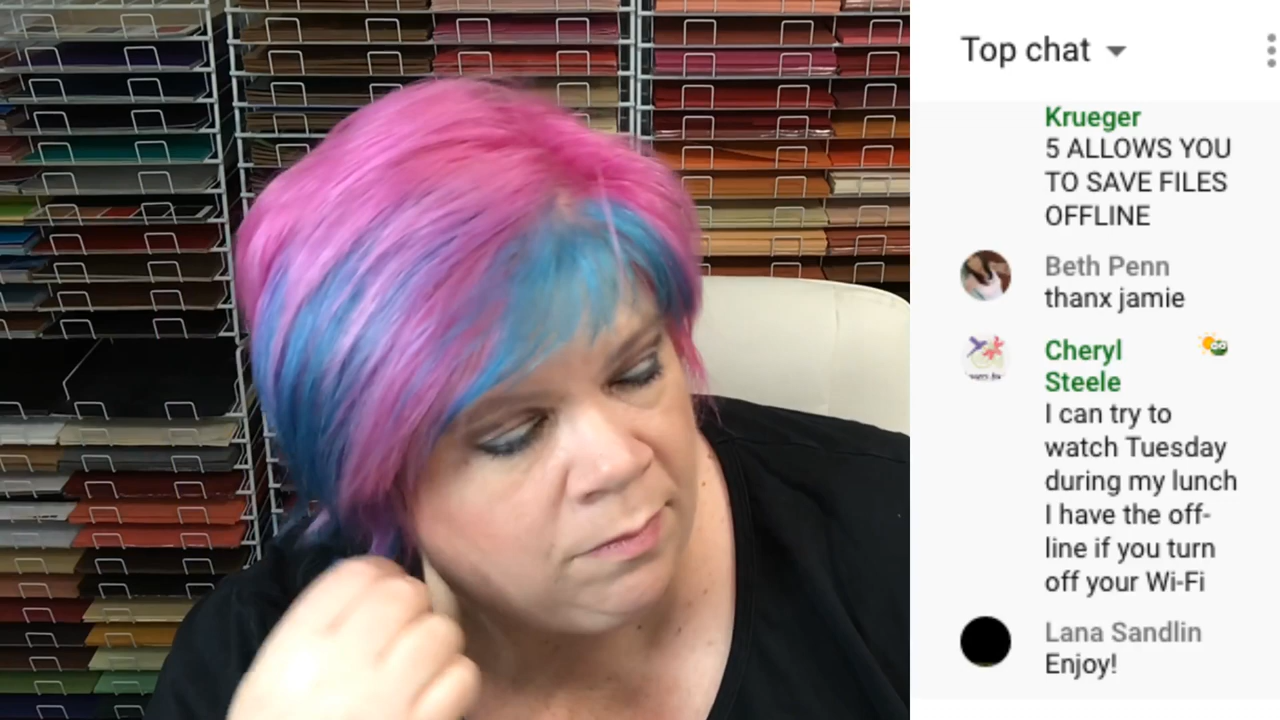 Top chat
Krueger
5 ALLOWS YOU
TO SAVE FILES
OFFLINE
Beth Penn
thanx jamie
Cheryl
Steele
I can try to
watch Tuesday
during my lunch
I have the off-
line if you turn
off your Wi-Fi
Lana Sandlin
Enjoy!